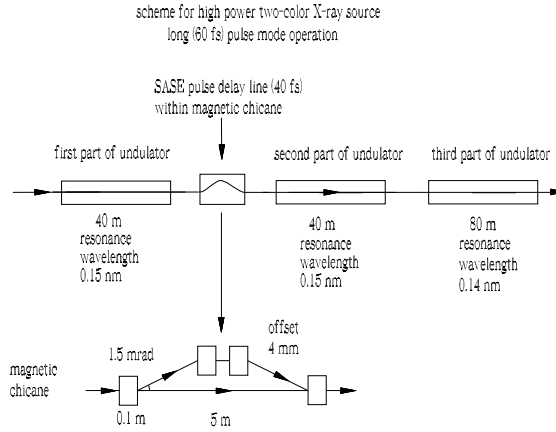 scheme for high power two-color X-ray source
long (60 fs) pulse mode operation
SASE pulse delay line (40 fs)
within magnetic chicane
first part of undulator
second part of undulator
third part of undulator
40 m
resonance
wavelength
0.15 nm
40 m
resonance
wavelength
0.15 nm
80 m
resonance
wavelength
0.14 nm
offset
4 mm
1.5 mrad
magnetic
chicane
0.1 m
5 m